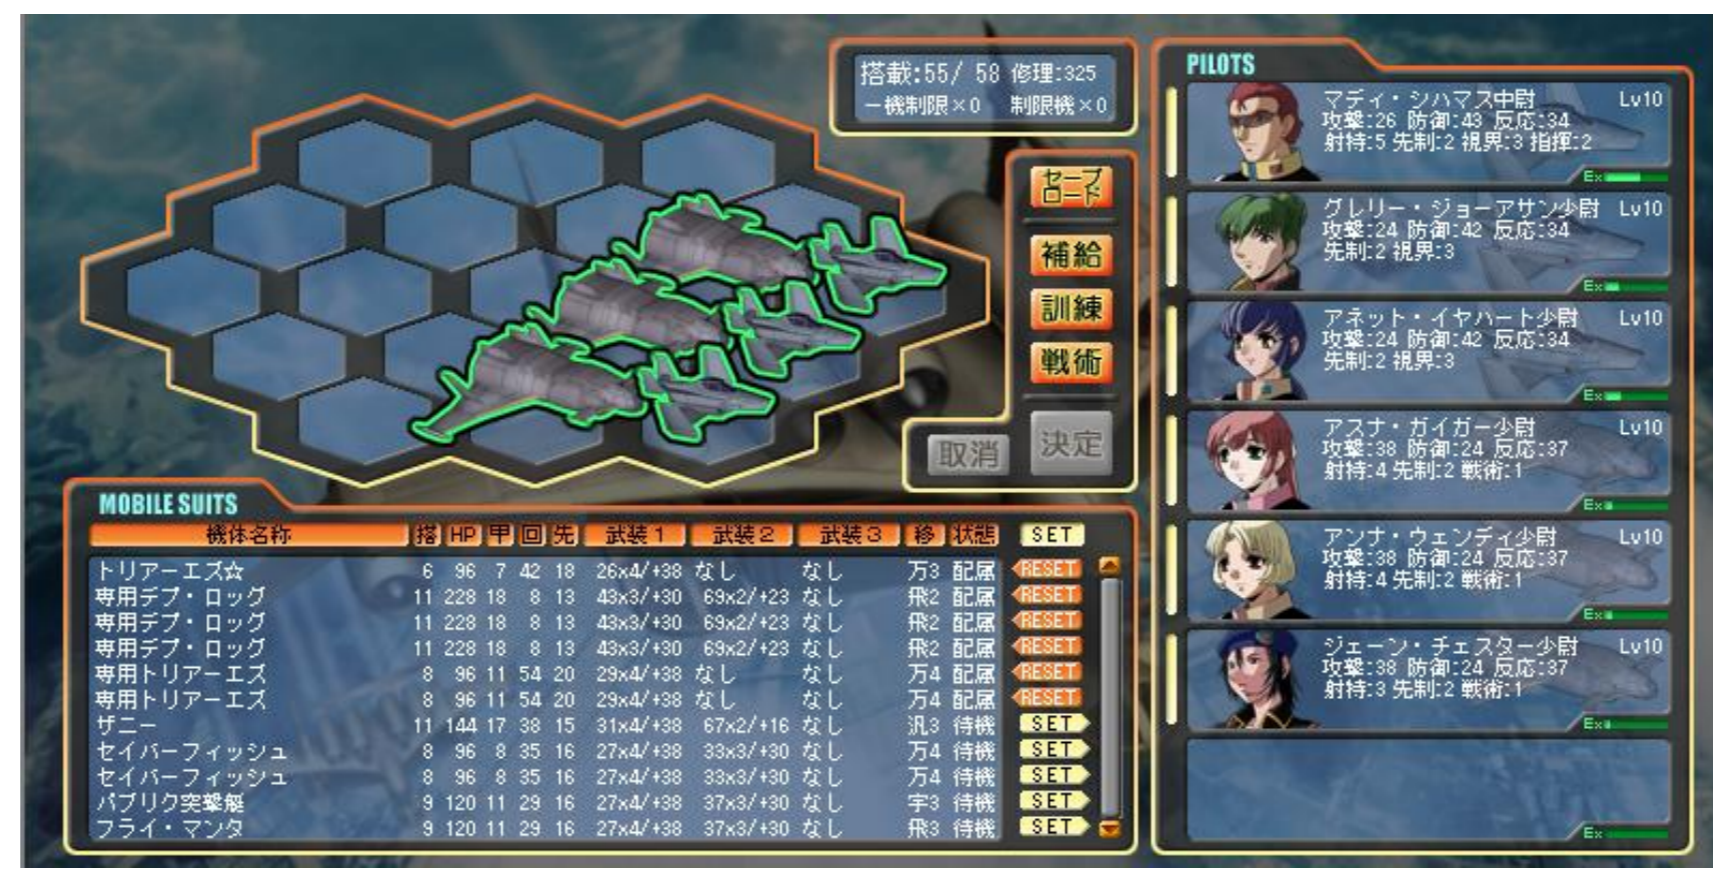 搭載:55/ 58 修理:325
一機制限×0 制限機×0
セーブ
ロード
補給
訓練
戦術
取消
決定
PILOTS
マディ・シハマス中尉 Lv10
攻撃:26 防御:43 反応:34
射持:5 先制:2 視界:3 指揮:2
Ex
グレリー・ジョーアサン少尉 Lv10
攻撃:24 防御:42 反応:34
先制:2 視界:3
Ex
アネット・イヤハート少尉 Lv10
攻撃:24 防御:42 反応:34
先制:2 視界:3
Ex
アスナ・ガイガー少尉 Lv10
攻撃:38 防御:24 反応:37
射持:4 先制:2 戦術:1
Ex
アンナ・ウェンディ少尉 Lv10
攻撃:38 防御:24 反応:37
射持:4 先制:2 戦術:1
Ex
ジェーン・チェスター少尉 Lv10
攻撃:38 防御:24 反応:37
射持:3 先制:2 戦術:1
Ex
Ex
MOBILE SUITS
機体名称 搭 HP 甲 回 先 武装1 武装2 武装3 移 状態 SET
トリアーエズ☆ 6 96 7 42 18 26x4/+38 なし なし 万3 配属 RESET
専用デプ・ロッグ 11 228 18 8 13 43x3/+30 69x2/+23 なし 飛2 配属 RESET
専用デプ・ロッグ 11 228 18 8 13 43x3/+30 69x2/+23 なし 飛2 配属 RESET
専用デプ・ロッグ 11 228 18 8 13 43x3/+30 69x2/+23 なし 飛2 配属 RESET
専用トリアーエズ 8 96 11 54 20 29x4/+38 なし なし 万4 配属 RESET
専用トリアーエズ 8 96 11 54 20 29x4/+38 なし なし 万4 配属 RESET
ザニー 11 144 17 38 15 31x4/+38 67x2/+16 なし 汎3 待機 SET
セイバーフィッシュ 8 96 8 35 16 27x4/+38 33x3/+30 なし 万4 待機 SET
セイバーフィッシュ 8 96 8 35 16 27x4/+38 33x3/+30 なし 万4 待機 SET
パブリク突撃艇 9 120 11 29 16 27x4/+38 37x3/+30 なし 宇3 待機 SET
フライ・マンタ 9 120 11 29 16 27x4/+38 37x3/+30 なし 飛3 待機 SET